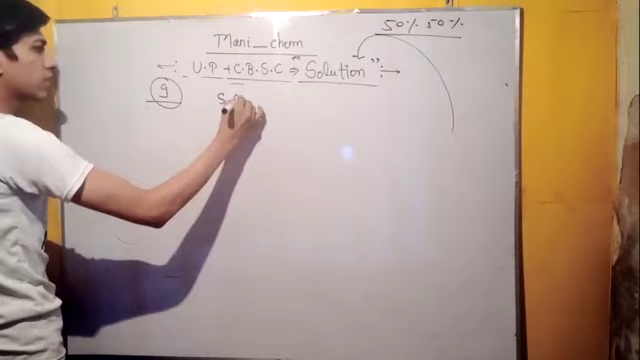 50% 50%
Mani_chem
U.P + C.B.S.C ⇒ "Solution"
9
S